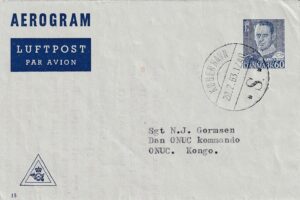 AEROGRAM
LUFTPOST
PAR AVION
KØBENHAVN
DANMARK 60
S
Sgt N.J. Gormsen
Dan ONUC kommando
ONUC. Kongo.